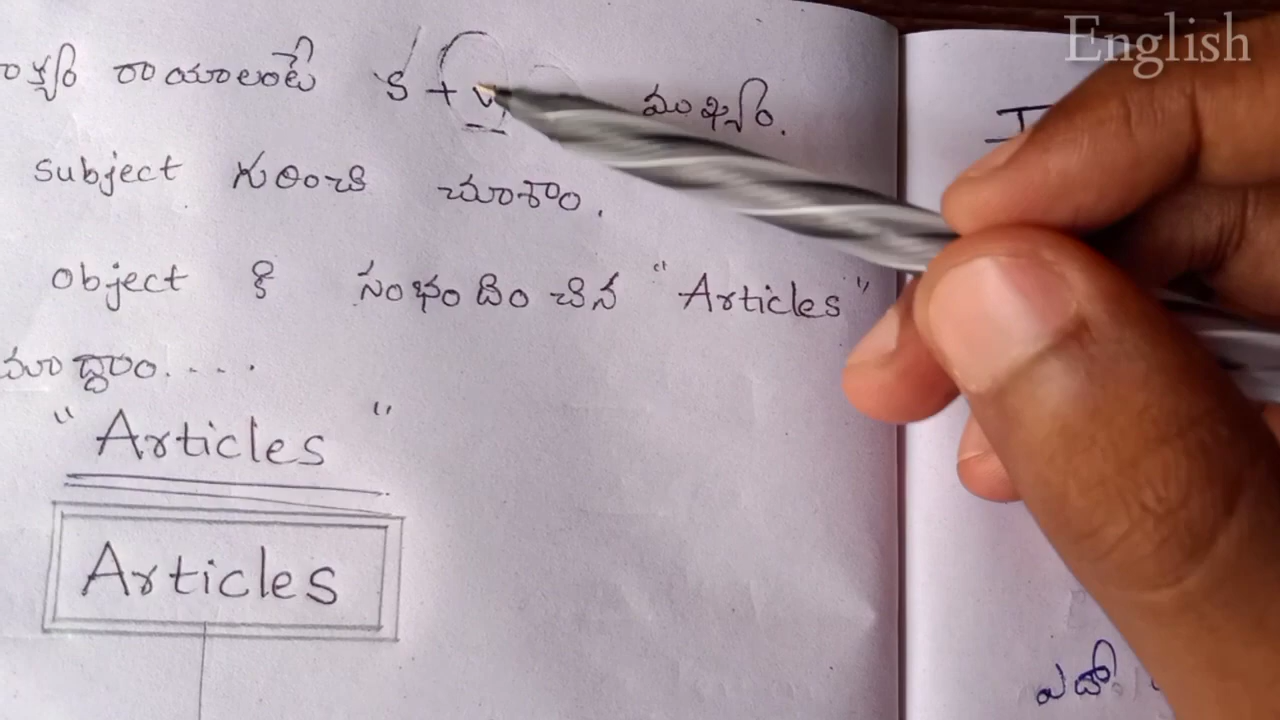 English
రాయాలంటే క + v ముఖ్యం.
subject గురించి చూశాం.
object కి సంభందించిన "Articles"
చూద్దాం....
"Articles"
Articles